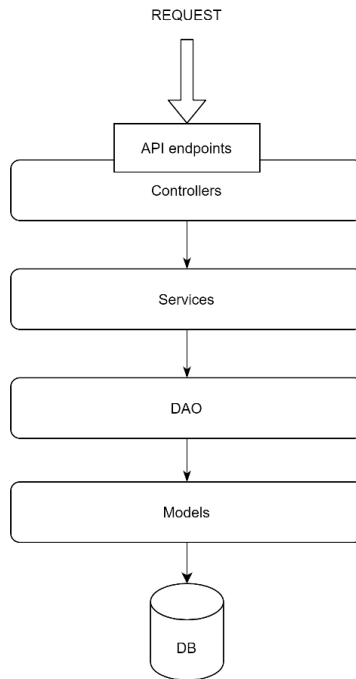 REQUEST
API endpoints
Controllers
Services
DAO
Models
DB